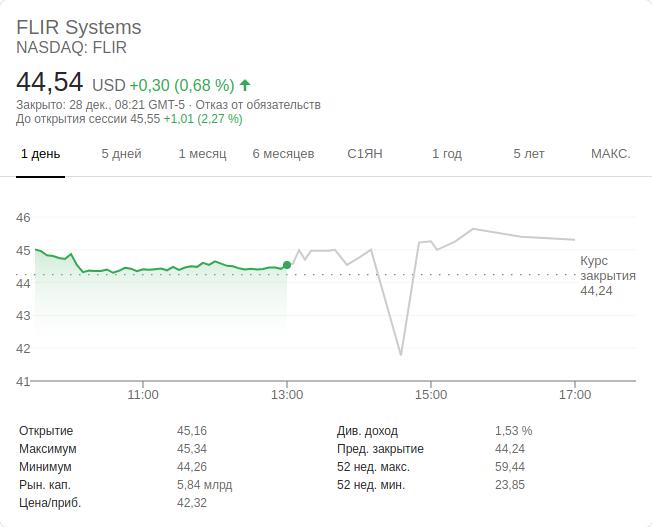 FLIR Systems
NASDAQ: FLIR
44,54 USD +0,30 (0,68 %)
Закрыто: 28 дек., 08:21 GMT-5 · Отказ от обязательств
До открытия сессии 45,55 +1,01 (2,27 %)
1 день 5 дней 1 месяц 6 месяцев С1ЯН 1 год 5 лет МАКС.
46
45
44
43
42
41
Курс
закрытия
44,24
11:00 13:00 15:00 17:00
Открытие 45,16 Див. доход 1,53 %
Максимум 45,34 Пред. закрытие 44,24
Минимум 44,26 52 нед. макс. 59,44
Рын. кап. 5,84 млрд 52 нед. мин. 23,85
Цена/приб. 42,32